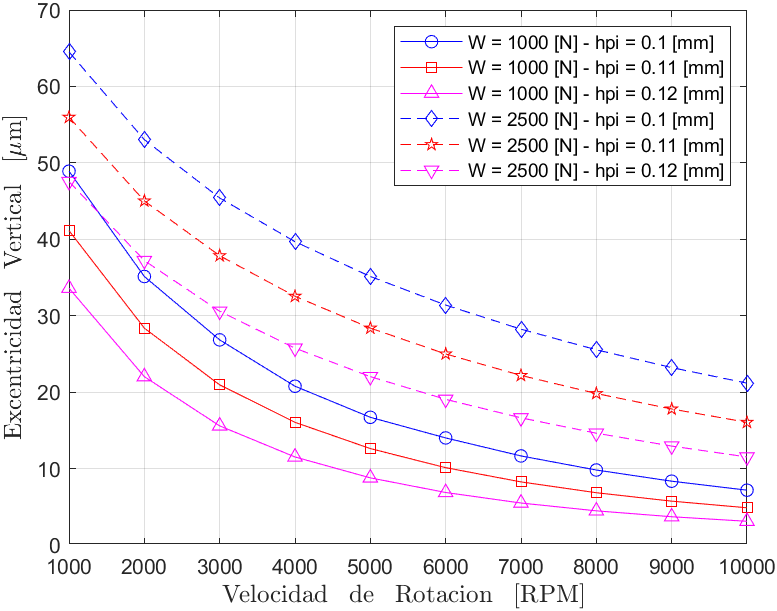 70
60
50
40
30
20
10
0
Excentricidad Vertical [μm]
W = 1000 [N] - hpi = 0.1 [mm]
W = 1000 [N] - hpi = 0.11 [mm]
W = 1000 [N] - hpi = 0.12 [mm]
W = 2500 [N] - hpi = 0.1 [mm]
W = 2500 [N] - hpi = 0.11 [mm]
W = 2500 [N] - hpi = 0.12 [mm]
1000 2000 3000 4000 5000 6000 7000 8000 9000 10000
Velocidad de Rotacion [RPM]